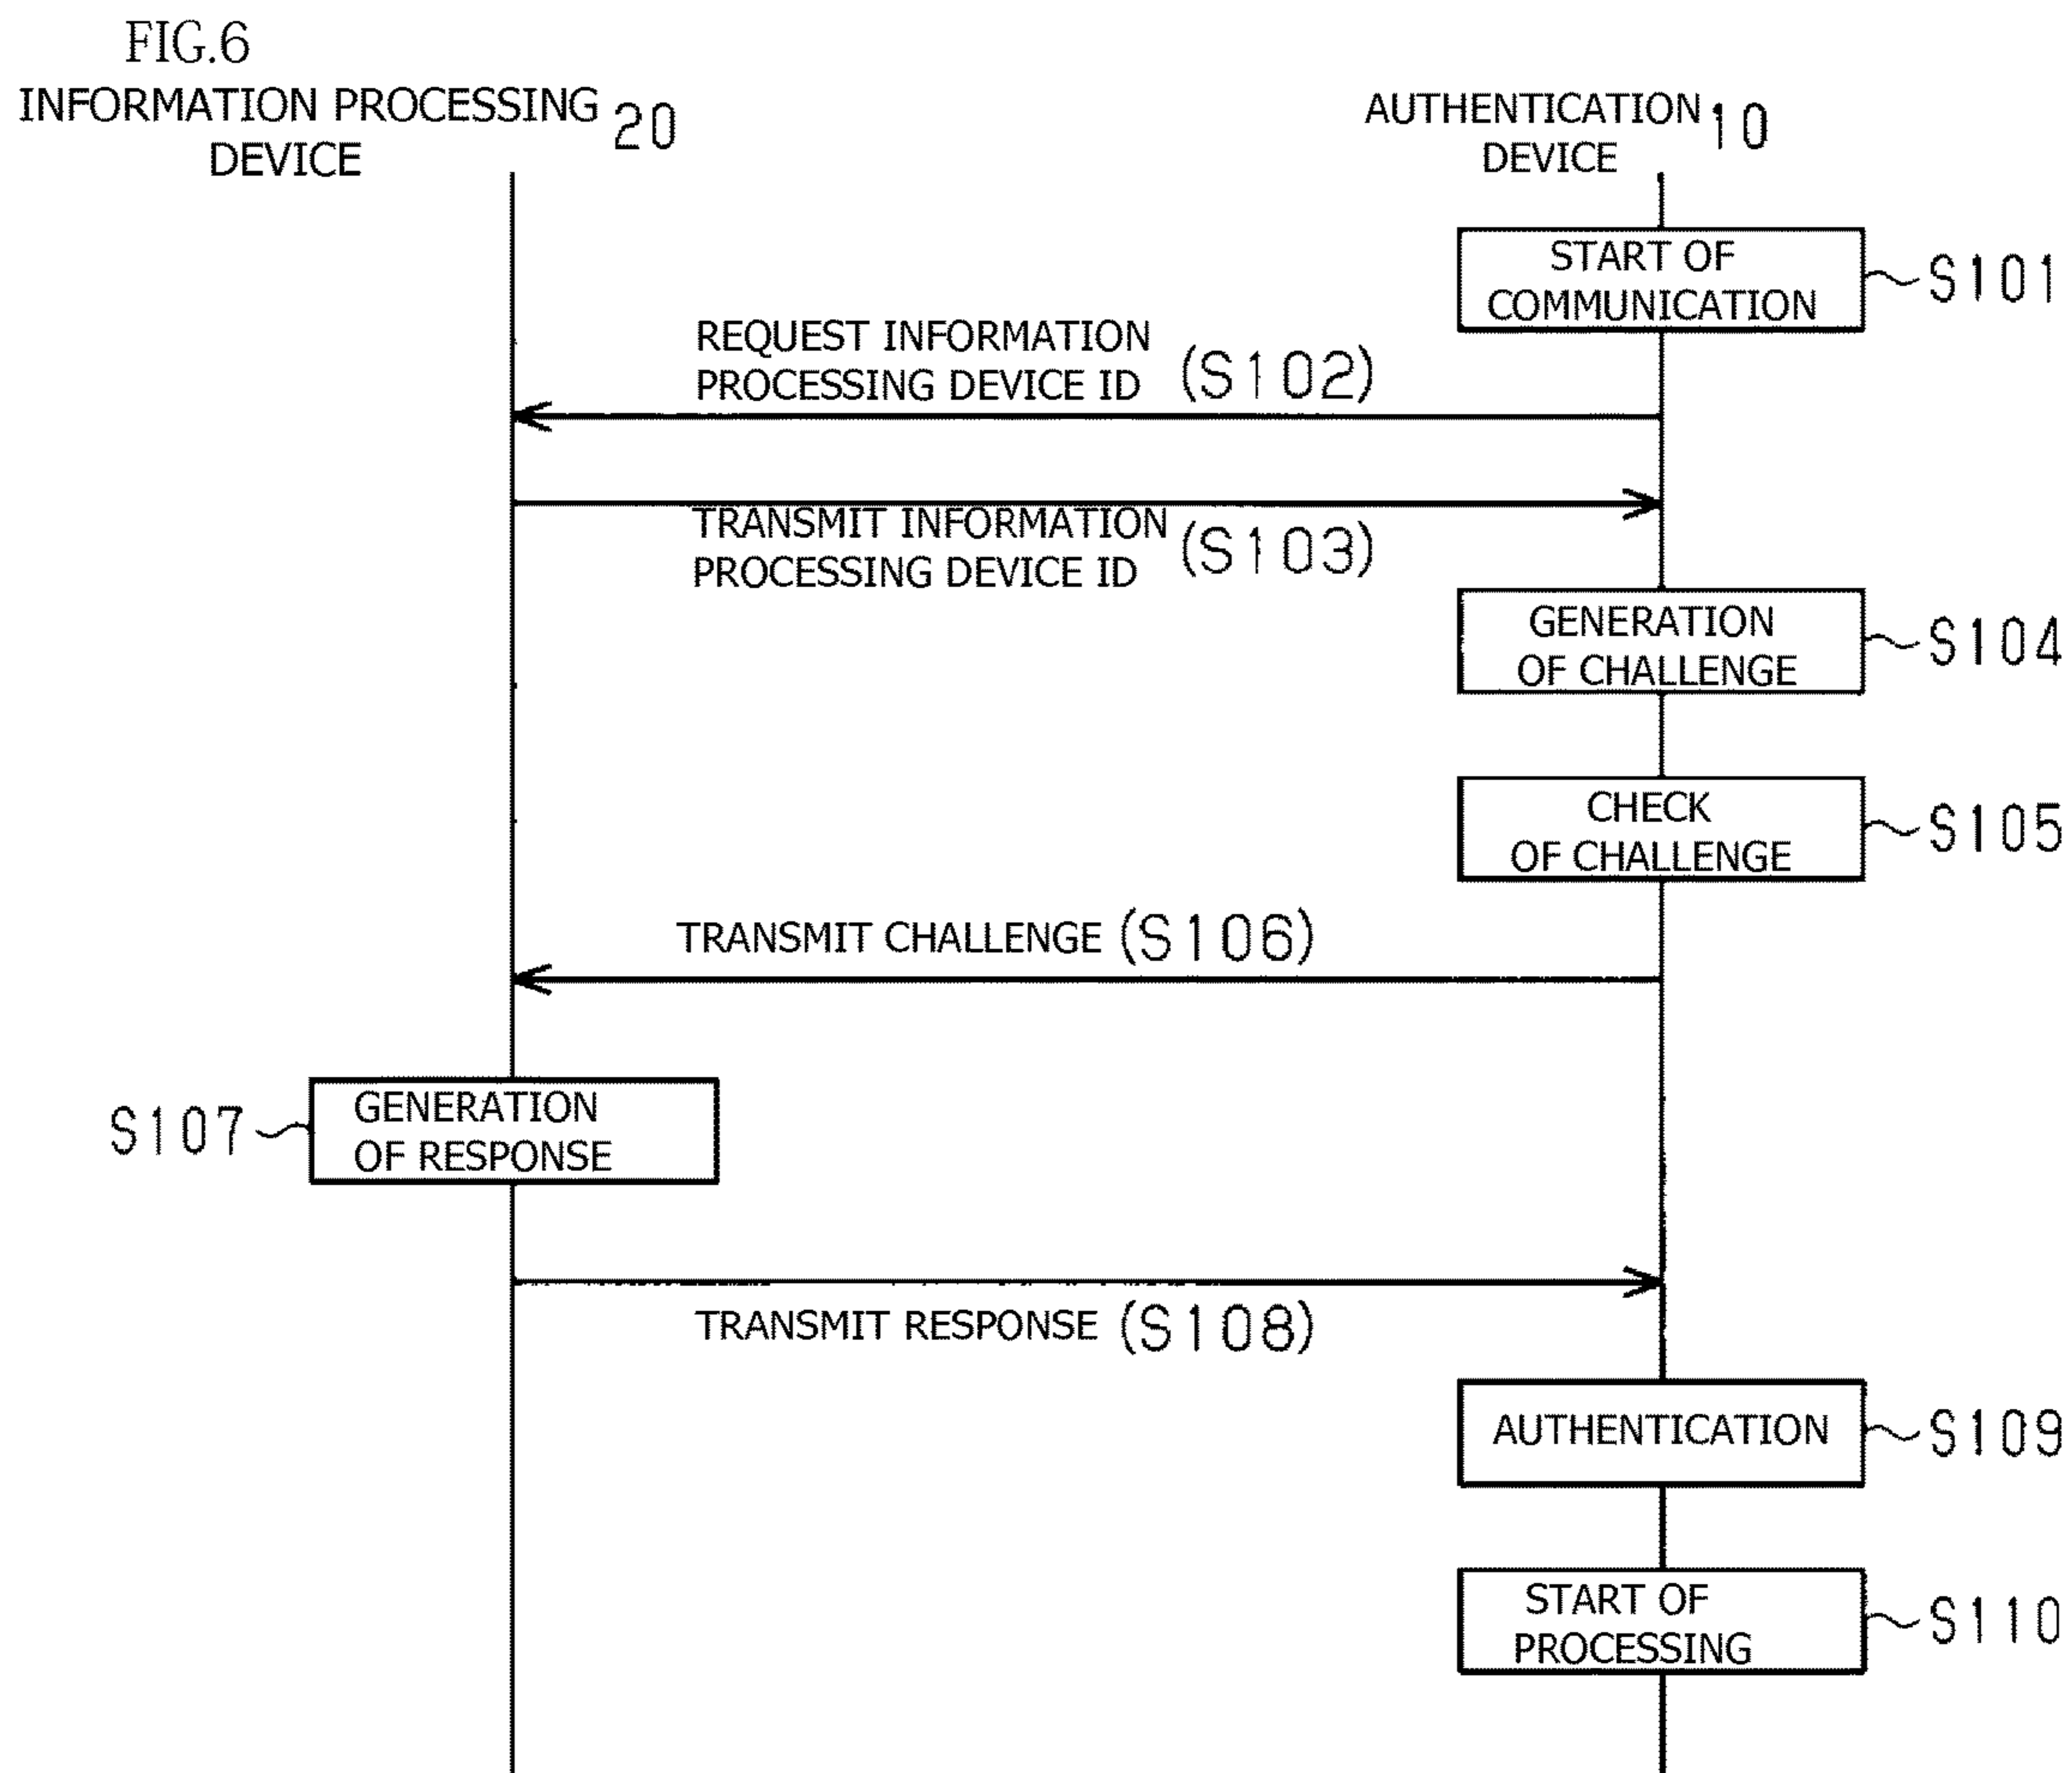 FIG.6
INFORMATION PROCESSING
DEVICE
20
AUTHENTICATION
DEVICE
10
START OF
COMMUNICATION
S101
REQUEST INFORMATION
PROCESSING DEVICE ID (S102)
TRANSMIT INFORMATION
PROCESSING DEVICE ID (S103)
GENERATION
OF CHALLENGE
S104
CHECK
OF CHALLENGE
S105
TRANSMIT CHALLENGE (S106)
S107
GENERATION
OF RESPONSE
TRANSMIT RESPONSE (S108)
AUTHENTICATION
S109
START OF
PROCESSING
S110